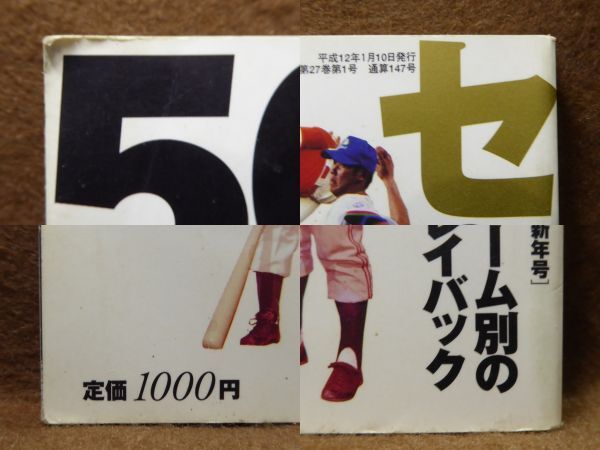 50
平成12年1月10日発行
第27巻第1号 通算147号
セ
新年号]
ーム別の
レイバック
定価1000円